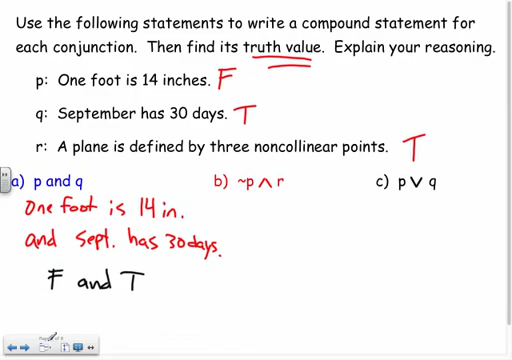 Use the following statements to write a compound statement for
each conjunction. Then find its truth value. Explain your reasoning.
p: One foot is 14 inches. F
q: September has 30 days. T
r: A plane is defined by three noncollinear points. T
a) p and q b) ~p ∧ r c) p ∨ q
One foot is 14 in.
and Sept. has 30 days.
F and T